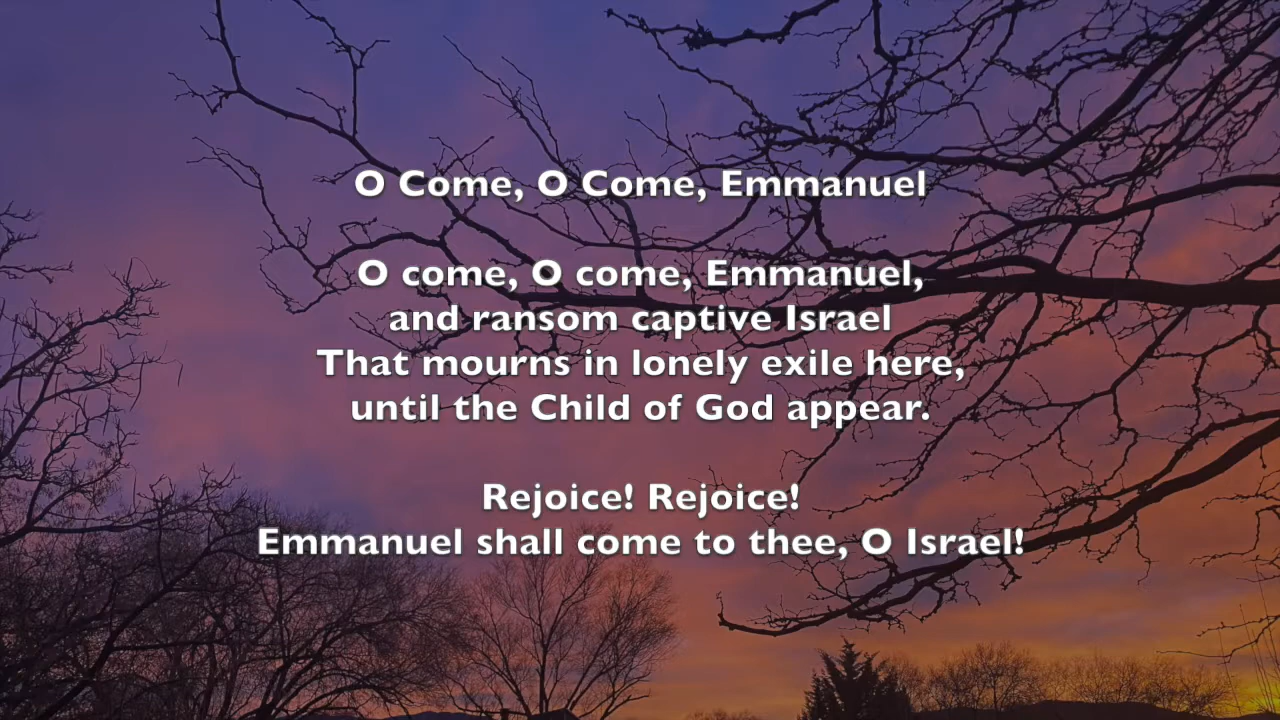 O Come, O Come, Emmanuel
O come, O come, Emmanuel,
and ransom captive Israel
That mourns in lonely exile here,
until the Child of God appear.
Rejoice! Rejoice!
Emmanuel shall come to thee, O Israel!